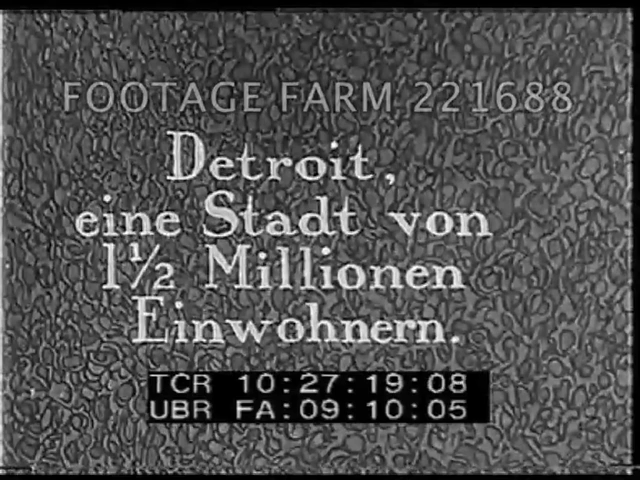 FOOTAGE FARM 221688
Detroit,
eine Stadt von
1½ Millionen
Einwohnern.
TCR 10:27:19:08
UBR FA:09:10:05